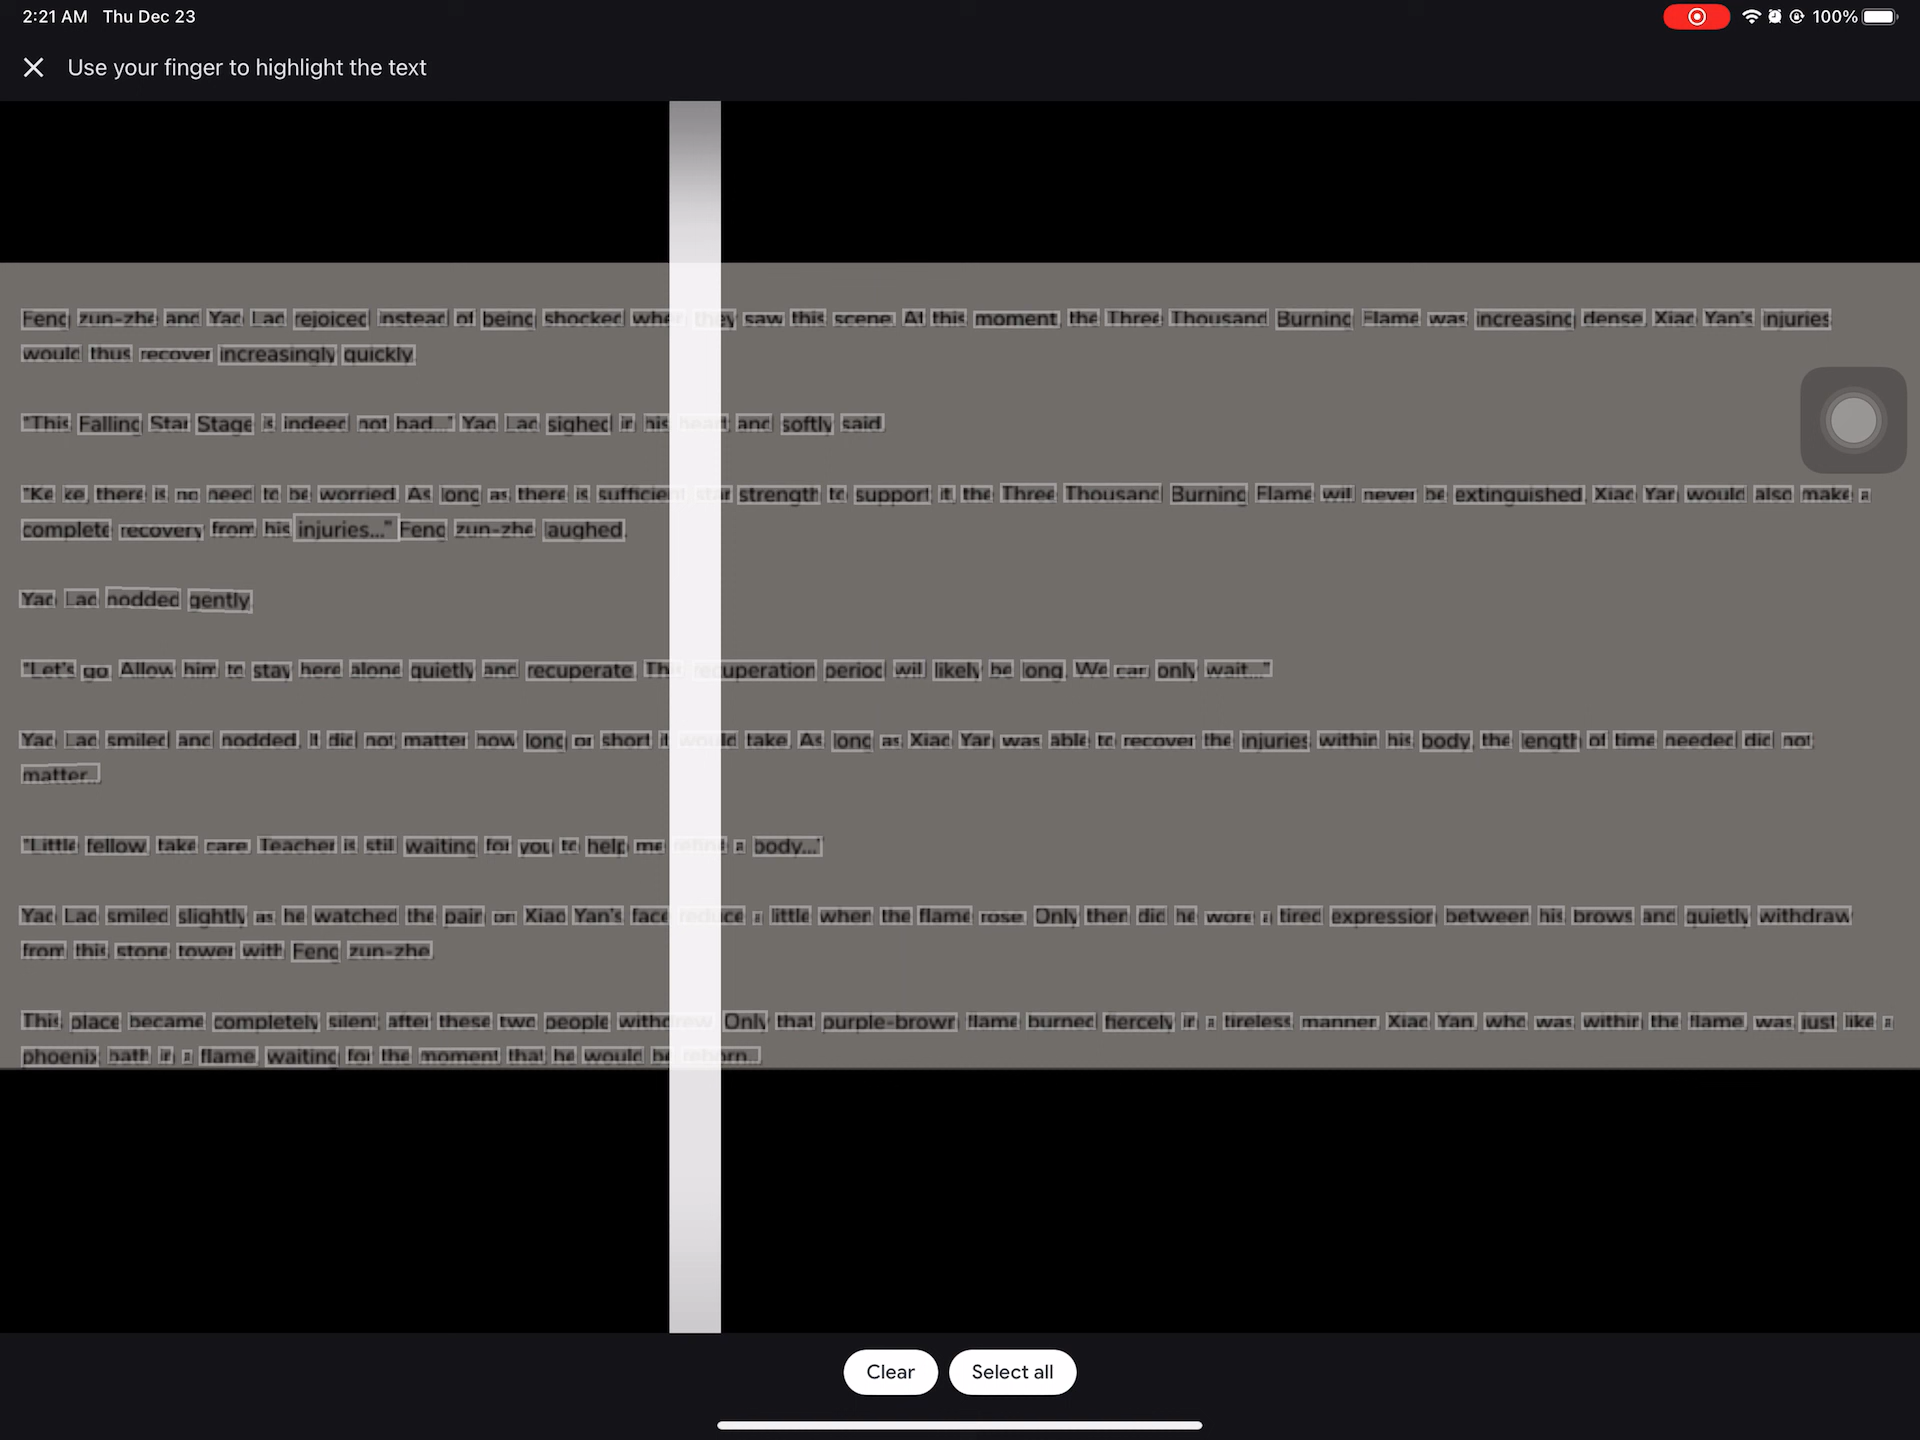 2:21 AM Thu Dec 23
100%
Use your finger to highlight the text
Feng zun-zhe and Yao Lao rejoiced instead of being shocked when they saw this scene. At this moment, the Three Thousand Burning Flame was increasing dense. Xiao Yan's injuries
would thus recover increasingly quickly.
"This Falling Star Stage is indeed not bad..." Yao Lao sighed in his heart and softly said.
"Ke ke, there is no need to be worried. As long as there is sufficient star strength to support it, the Three Thousand Burning Flame will never be extinguished. Xiao Yan would also make a
complete recovery from his injuries..." Feng zun-zhe laughed.
Yao Lao nodded gently.
"Let's go. Allow him to stay here alone quietly and recuperate. This recuperation period will likely be long. We can only wait..."
Yao Lao smiled and nodded. It did not matter how long or short it would take. As long as Xiao Yan was able to recover the injuries within his body, the length of time needed did not
matter...
"Little fellow, take care. Teacher is still waiting for you to help me refine a body..."
Yao Lao smiled slightly as he watched the pain on Xiao Yan's face reduce a little when the flame rose. Only then did he wore a tired expression between his brows and quietly withdraw
from this stone tower with Feng zun-zhe.
This place became completely silent after these two people withdrew. Only that purple-brown flame burned fiercely in a tireless manner. Xiao Yan, who was within the flame, was just like a
phoenix bath in a flame, waiting for the moment that he would be reborn...
Clear Select all